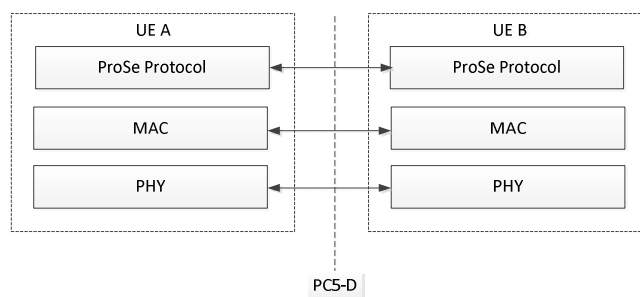 UE A
UE B
ProSe Protocol
ProSe Protocol
MAC
MAC
PHY
PHY
PC5-D